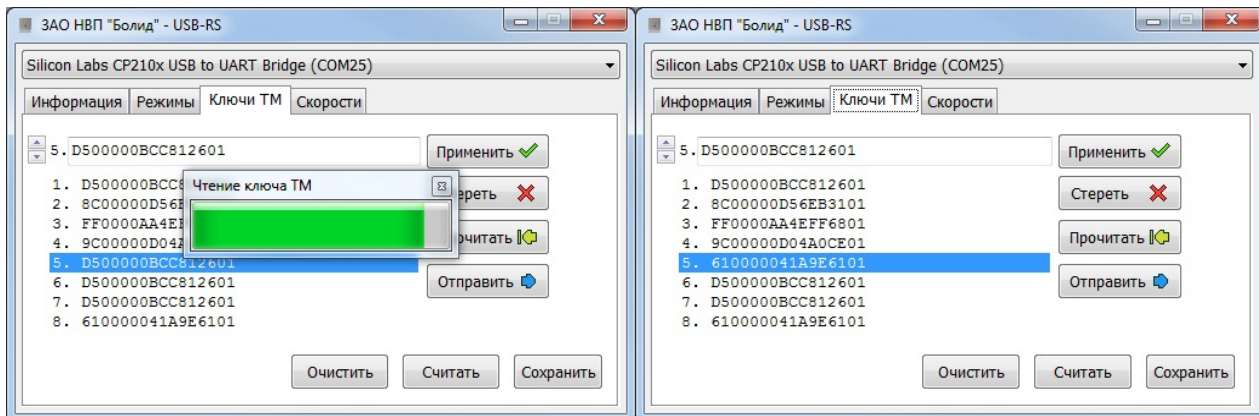 ЗАО НВП "Болид" - USB-RS
Silicon Labs CP210x USB to UART Bridge (COM25)
Информация Режимы Ключи ТМ Скорости
5. D500000BCC812601
Применить
1. D500000BCC8
Чтение ключа ТМ
ереть
2. 8C00000D56E
3. FF0000AA4EF
4. 9C00000D04A
очитать
5. D500000BCC812601
6. D500000BCC812601
Отправить
7. D500000BCC812601
8. 610000041A9E6101
Очистить Считать Сохранить
ЗАО НВП "Болид" - USB-RS
Silicon Labs CP210x USB to UART Bridge (COM25)
Информация Режимы Ключи ТМ Скорости
5. D500000BCC812601
Применить
1. D500000BCC812601
Стереть
2. 8C00000D56EB3101
3. FF0000AA4EFF6801
4. 9C00000D04A0CE01
Прочитать
5. 610000041A9E6101
6. D500000BCC812601
Отправить
7. D500000BCC812601
8. 610000041A9E6101
Очистить Считать Сохранить